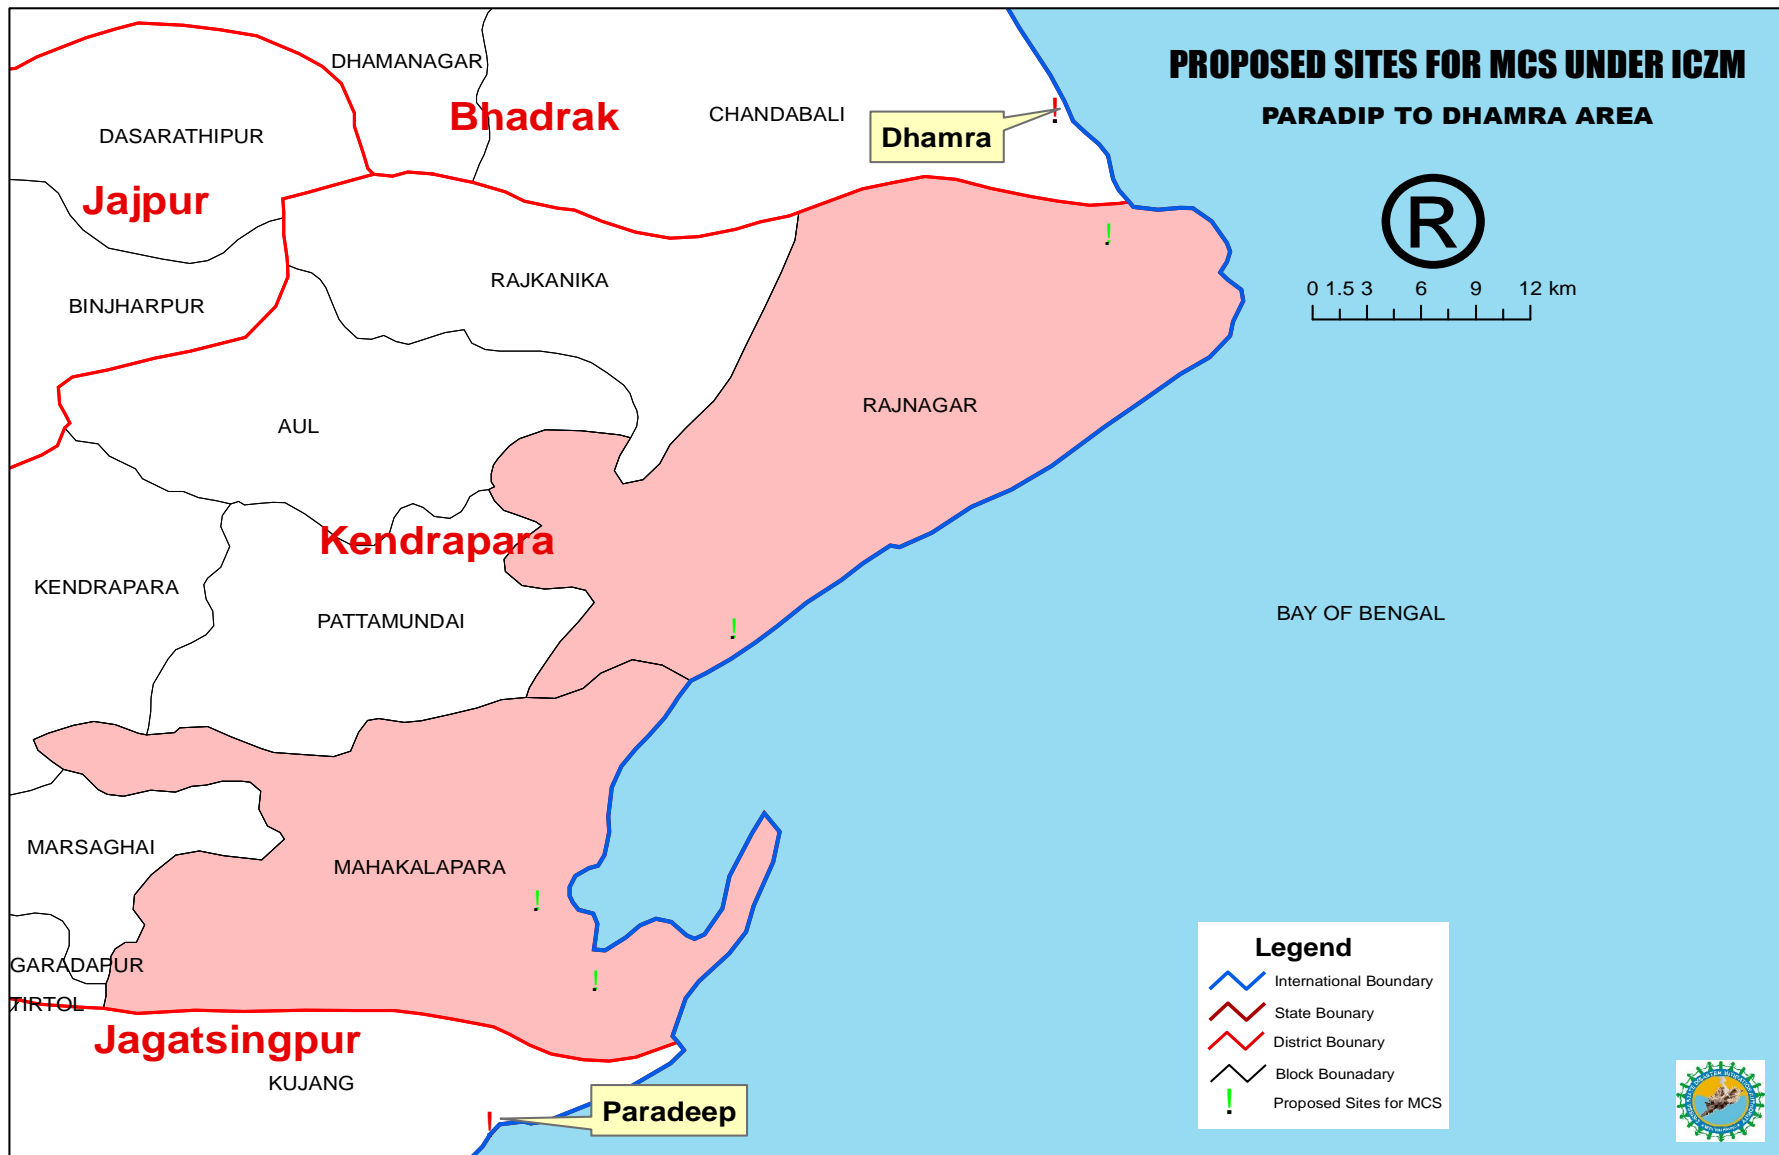 PROPOSED SITES FOR MCS UNDER ICZM
PARADIP TO DHAMRA AREA
DHAMANAGAR
Bhadrak
CHANDABALI
Dhamra
DASARATHIPUR
Jajpur
®
0 1.5 3 6 9 12 km
RAJKANIKA
BINJHARPUR
RAJNAGAR
AUL
Kendrapara
KENDRAPARA
PATTAMUNDAI
BAY OF BENGAL
MARSAGHAI
MAHAKALAPARA
GARADAPUR
TIRTOL
Jagatsingpur
KUJANG
Paradeep
Legend
International Boundary
State Bounary
District Bounary
Block Bounadary
Proposed Sites for MCS